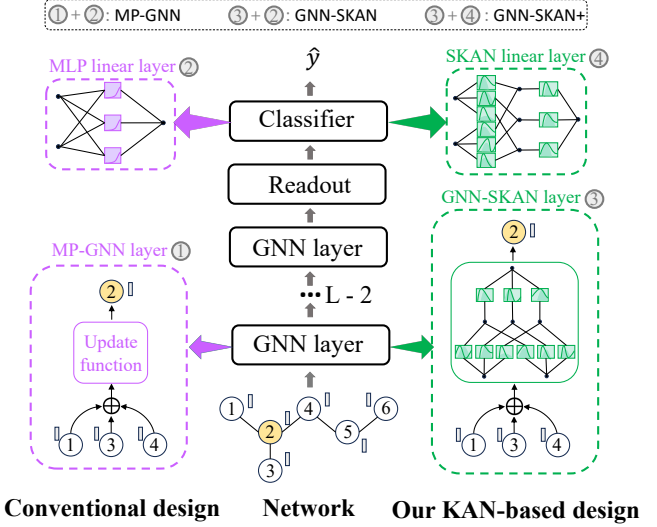 ① + ②: MP-GNN ③ + ②: GNN-SKAN ③ + ④: GNN-SKAN+
MLP linear layer ②
ŷ
SKAN linear layer ④
Classifier
Readout
GNN-SKAN layer ③
MP-GNN layer ①
GNN layer
2
2
••• L - 2
Update
function
GNN layer
1 4 6
2
5
1 3 4
3
1 3 4
Conventional design Network Our KAN-based design